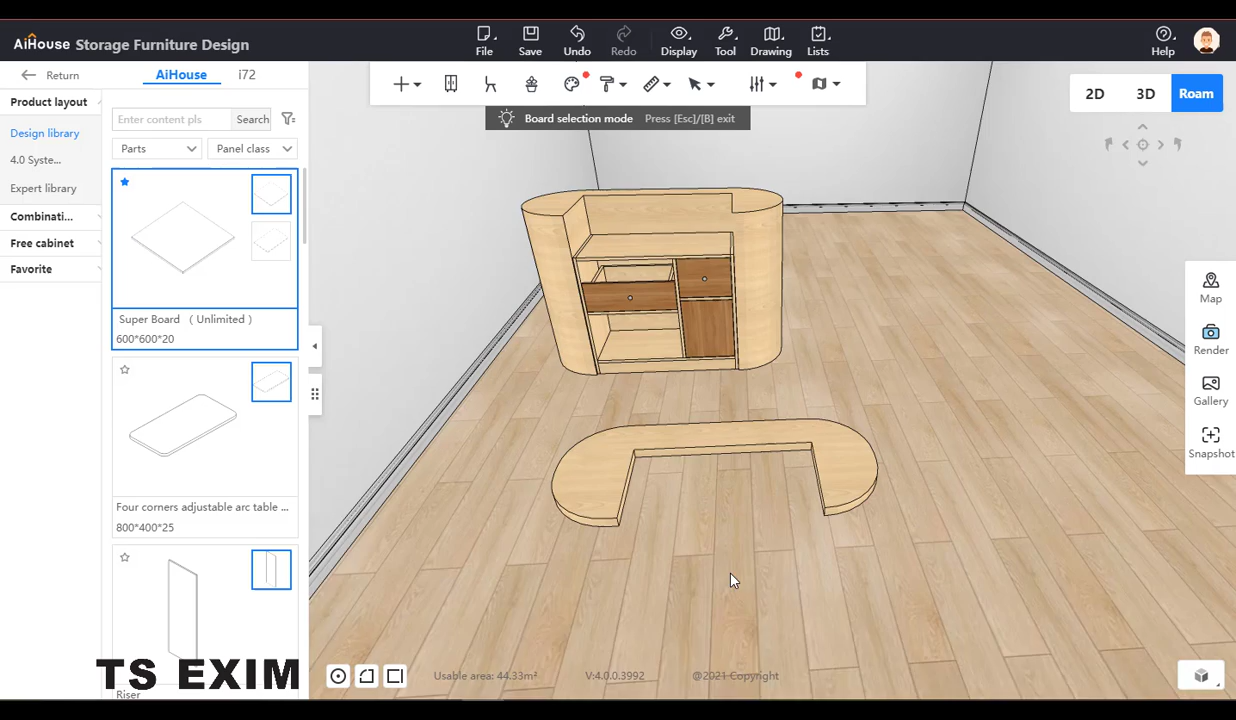 AiHouse Storage Furniture Design
File
Save
Undo
Redo
Display
Tool
Drawing
Lists
Help
Return
AiHouse
i72
Product layout
Design library
4.0 Syste...
Expert library
Combinati...
Free cabinet
Favorite
Enter content pls
Search
Parts
Panel class
Super Board ( Unlimited )
600*600*20
Four corners adjustable arc table ...
800*400*25
Riser
TS EXIM
Board selection mode Press [Esc]/[B] exit
2D
3D
Roam
Map
Render
Gallery
Snapshot
Usable area: 44.33m²
V:4.0.0.3992
@2021 Copyright